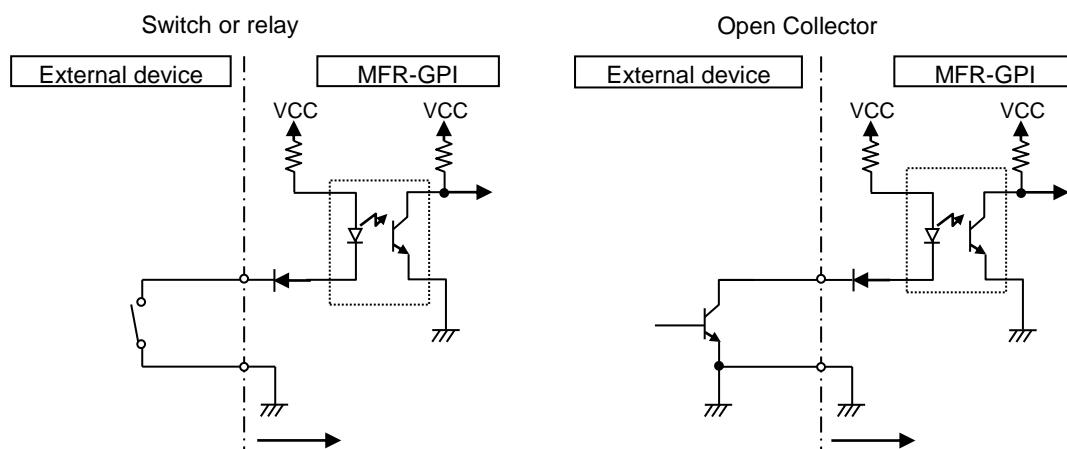 Switch or relay
Open Collector
External device
MFR-GPI
External device
MFR-GPI
VCC
VCC
VCC
VCC